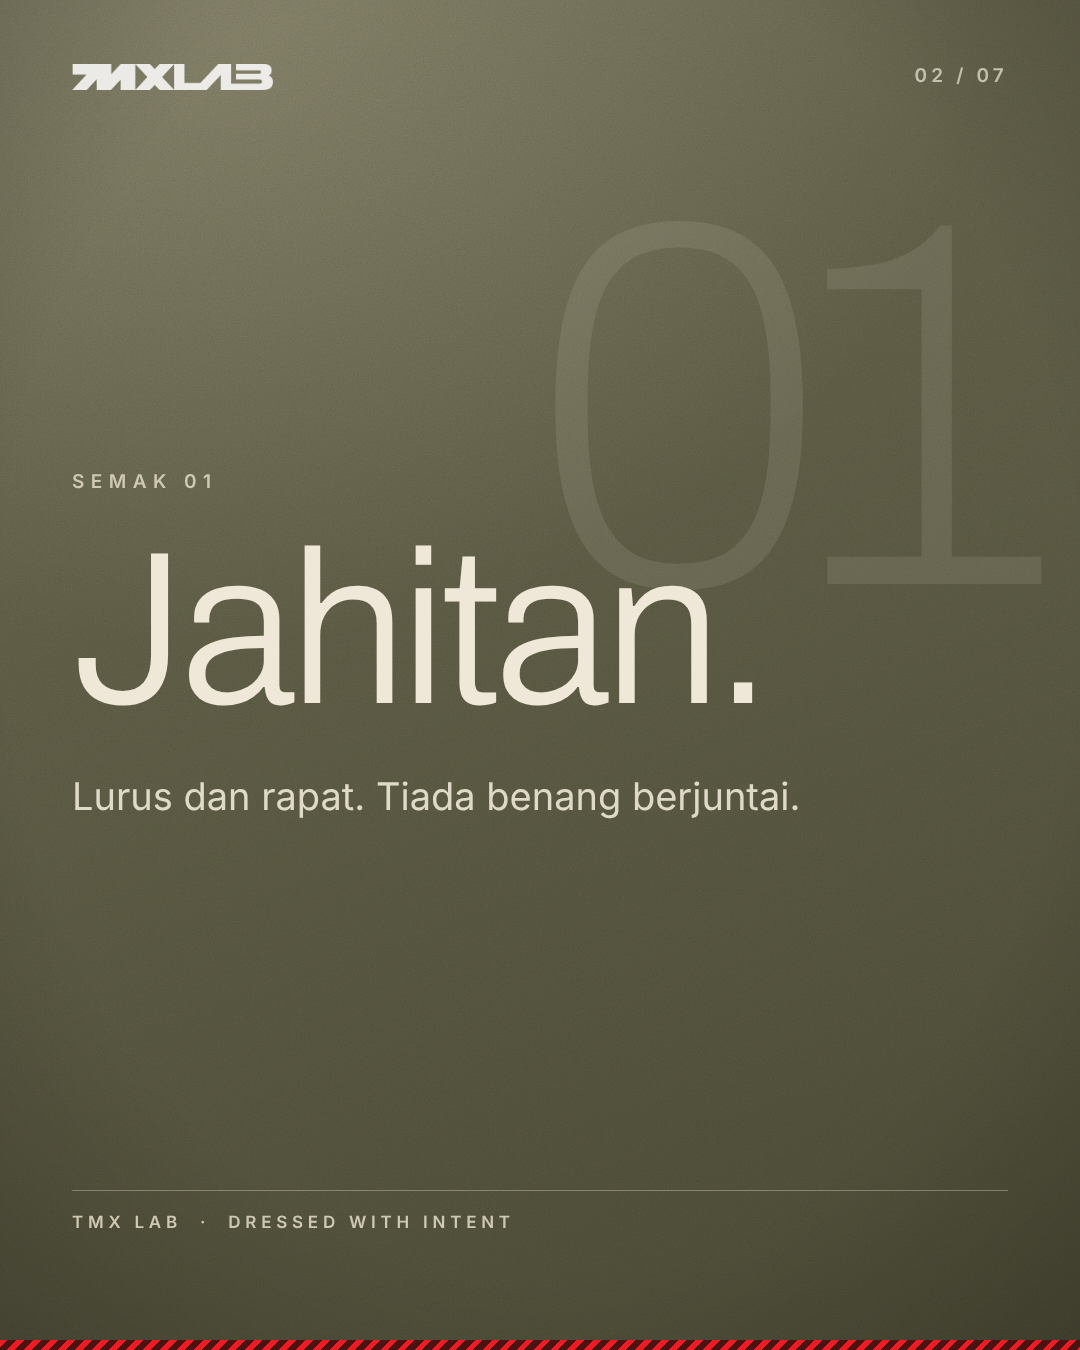 TMXLAB
02 / 07
01
SEMAK 01
Jahitan.
Lurus dan rapat. Tiada benang berjuntai.
TMX LAB · DRESSED WITH INTENT